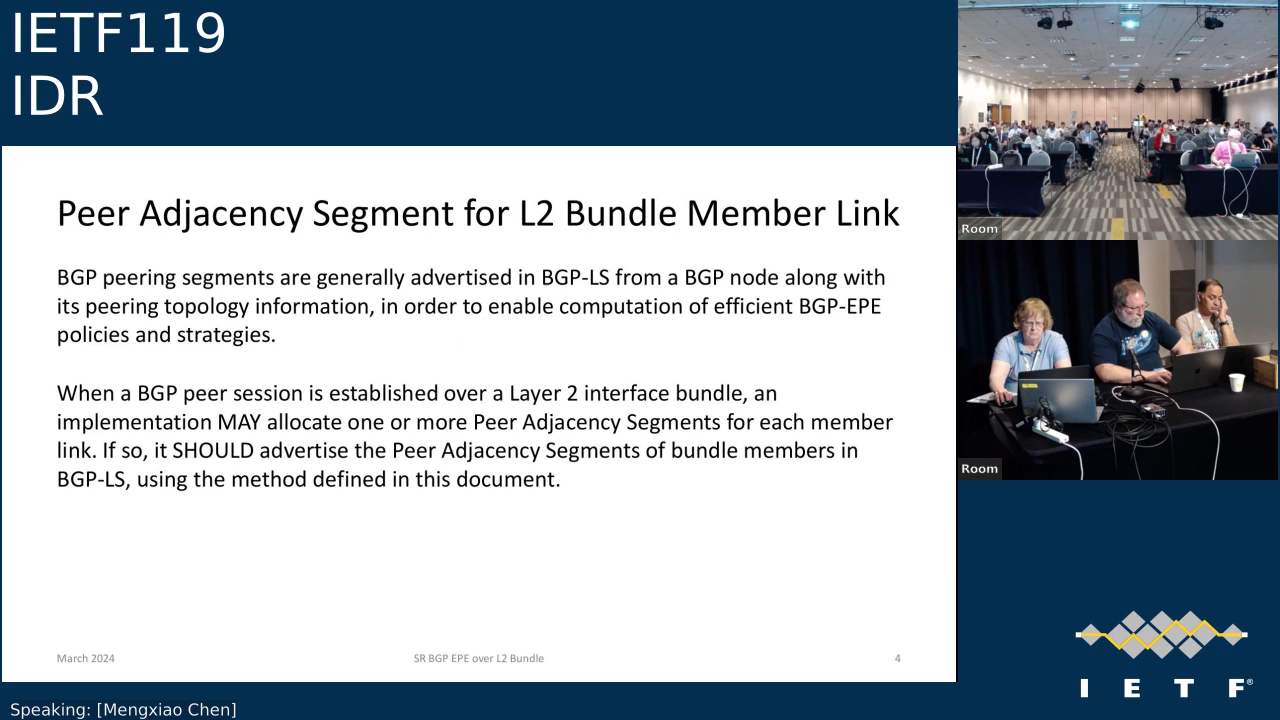 IETF119
IDR
Peer Adjacency Segment for L2 Bundle Member Link
BGP peering segments are generally advertised in BGP-LS from a BGP node along with
its peering topology information, in order to enable computation of efficient BGP-EPE
policies and strategies.
When a BGP peer session is established over a Layer 2 interface bundle, an
implementation MAY allocate one or more Peer Adjacency Segments for each member
link. If so, it SHOULD advertise the Peer Adjacency Segments of bundle members in
BGP-LS, using the method defined in this document.
March 2024
SR BGP EPE over L2 Bundle
4
Room
Room
I E T F®
Speaking: [Mengxiao Chen]